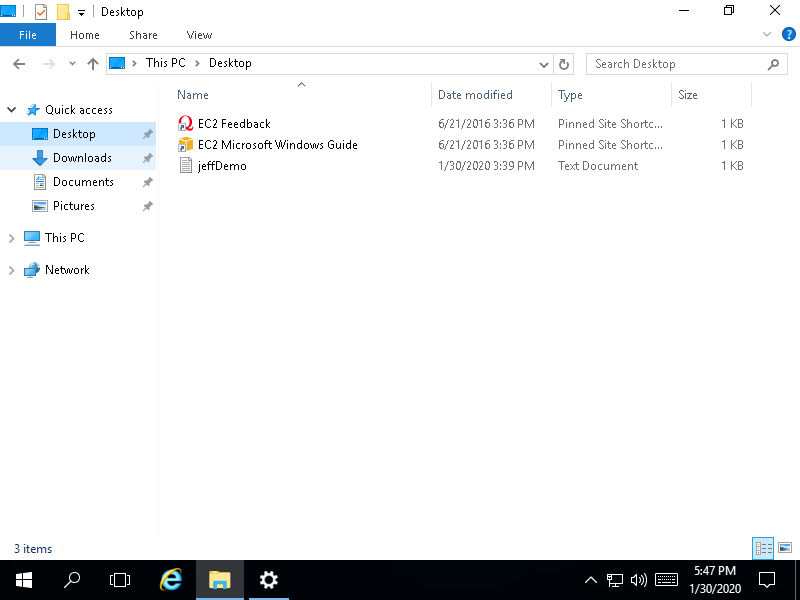 Desktop
File Home Share View
This PC Desktop Search Desktop
Name Date modified Type Size
Quick access
Desktop
Downloads
Documents
Pictures
This PC
Network
EC2 Feedback 6/21/2016 3:36 PM Pinned Site Shortc... 1 KB
EC2 Microsoft Windows Guide 6/21/2016 3:36 PM Pinned Site Shortc... 1 KB
jeffDemo 1/30/2020 3:39 PM Text Document 1 KB
3 items
5:47 PM
1/30/2020